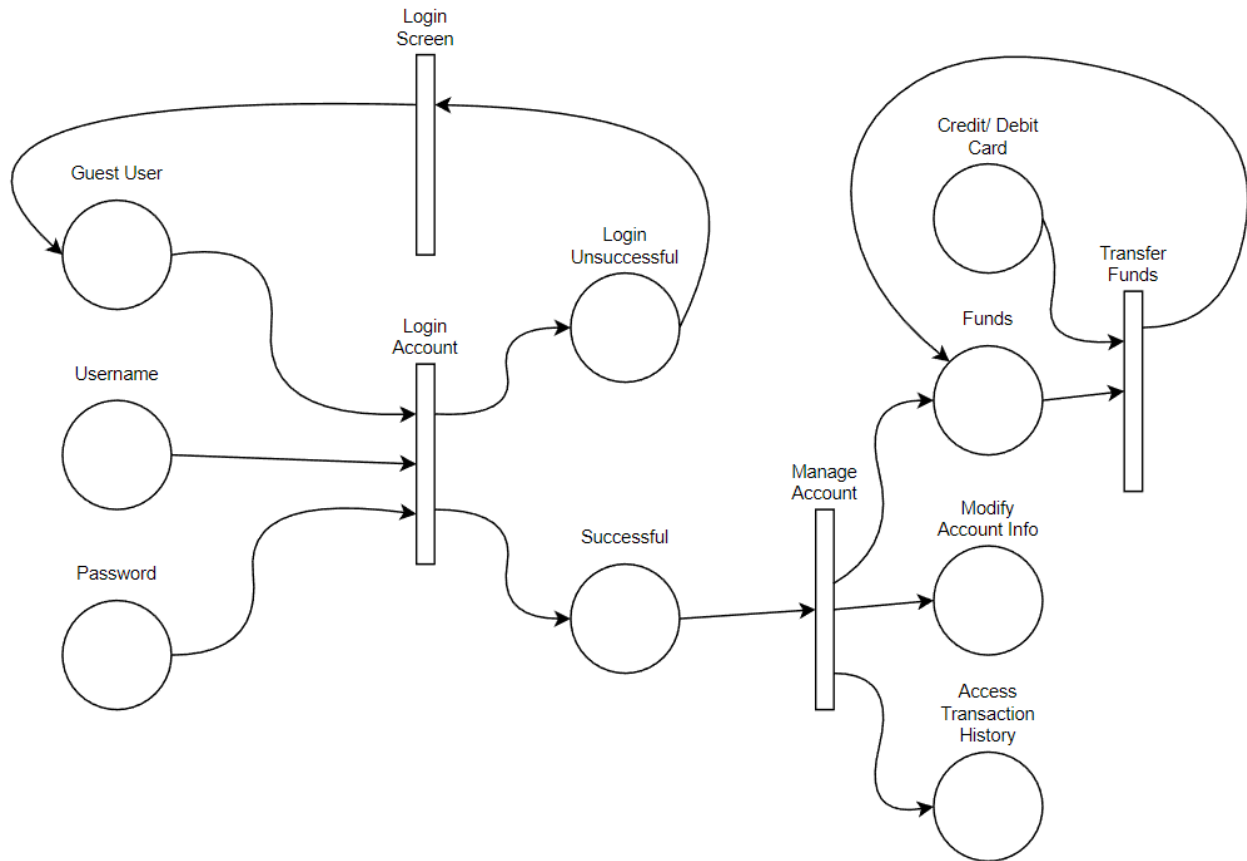 Login
Screen
Credit/ Debit
Card
Guest User
Login
Unsuccessful
Transfer
Funds
Login
Account
Funds
Username
Manage
Account
Modify
Account Info
Successful
Password
Access
Transaction
History